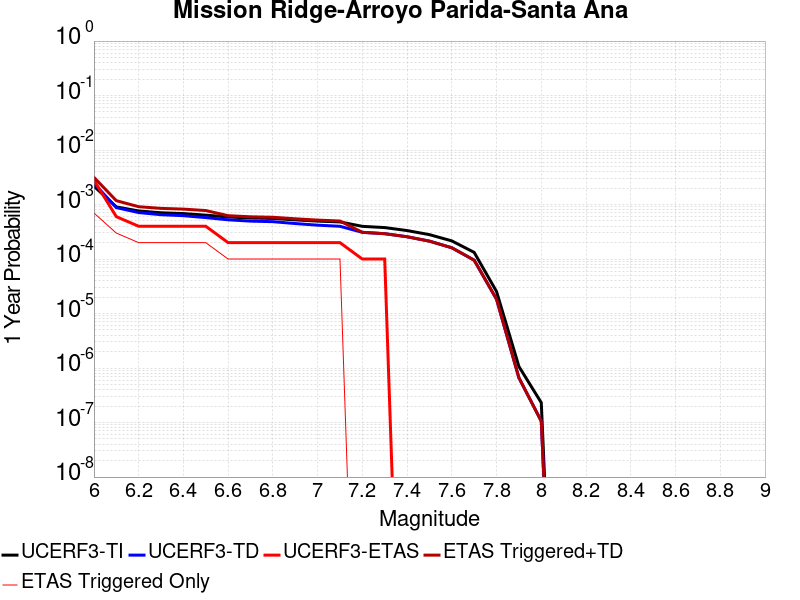 Mission Ridge-Arroyo Parida-Santa Ana
1 Year Probability
10^0
10^-1
10^-2
10^-3
10^-4
10^-5
10^-6
10^-7
10^-8
6 6.2 6.4 6.6 6.8 7 7.2 7.4 7.6 7.8 8 8.2 8.4 8.6 8.8 9
Magnitude
UCERF3-TI UCERF3-TD UCERF3-ETAS ETAS Triggered+TD
ETAS Triggered Only